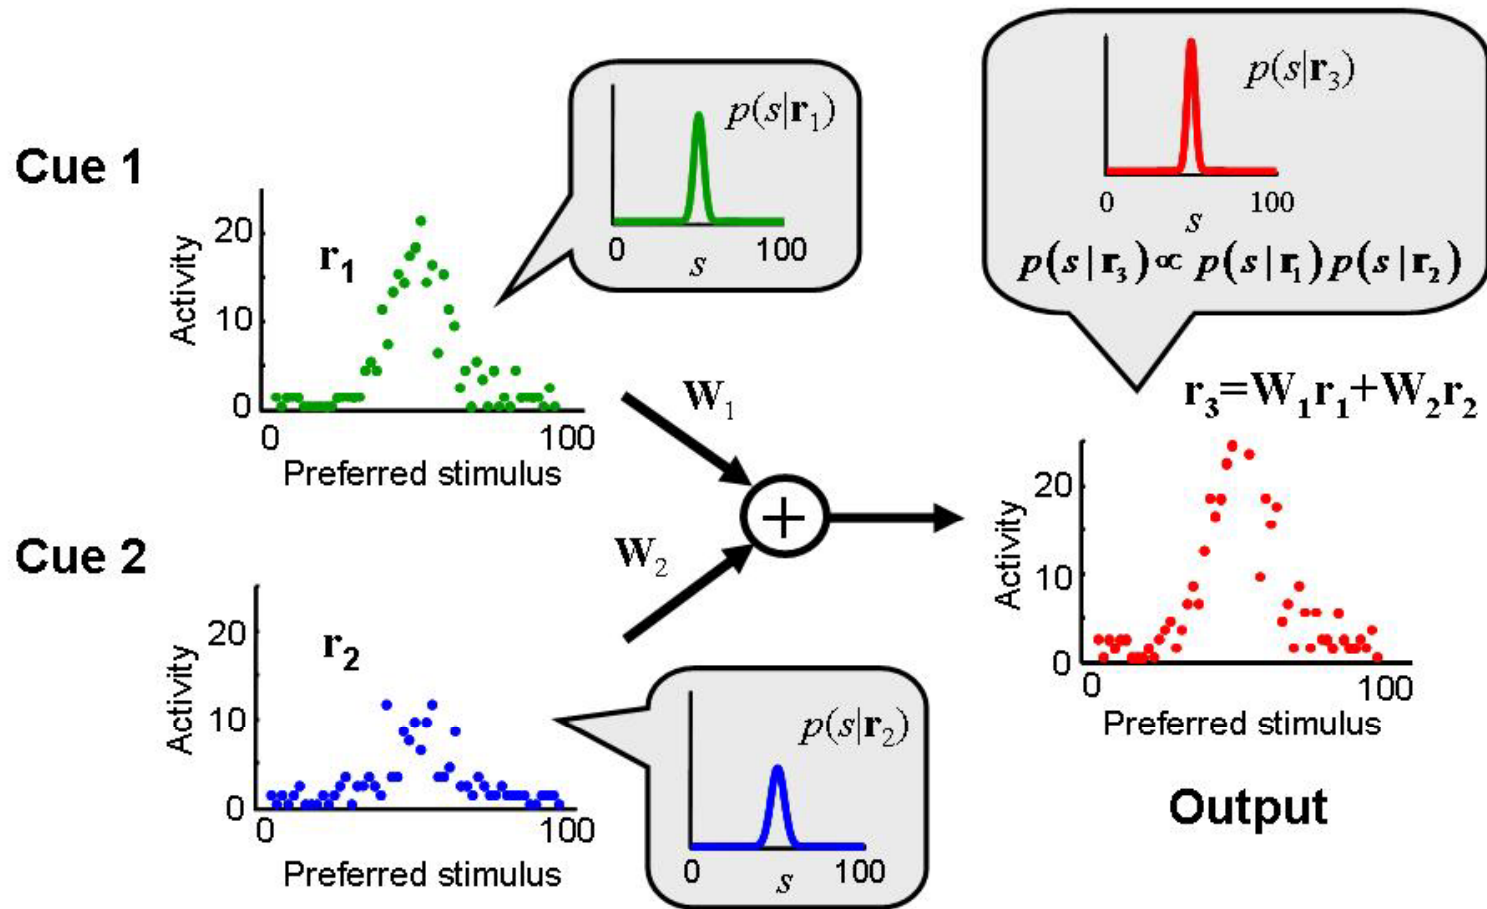 Cue 1
r₁
20
10
0
Activity
0 100
Preferred stimulus
p(s|r₁)
0 100
s
W₁
Cue 2
r₂
20
10
0
Activity
0 100
Preferred stimulus
p(s|r₂)
0 100
s
W₂
+
p(s|r₃)
0 100
s
p(s|r₃)∝p(s|r₁)p(s|r₂)
r₃=W₁r₁+W₂r₂
20
10
0
Activity
0 100
Preferred stimulus
Output